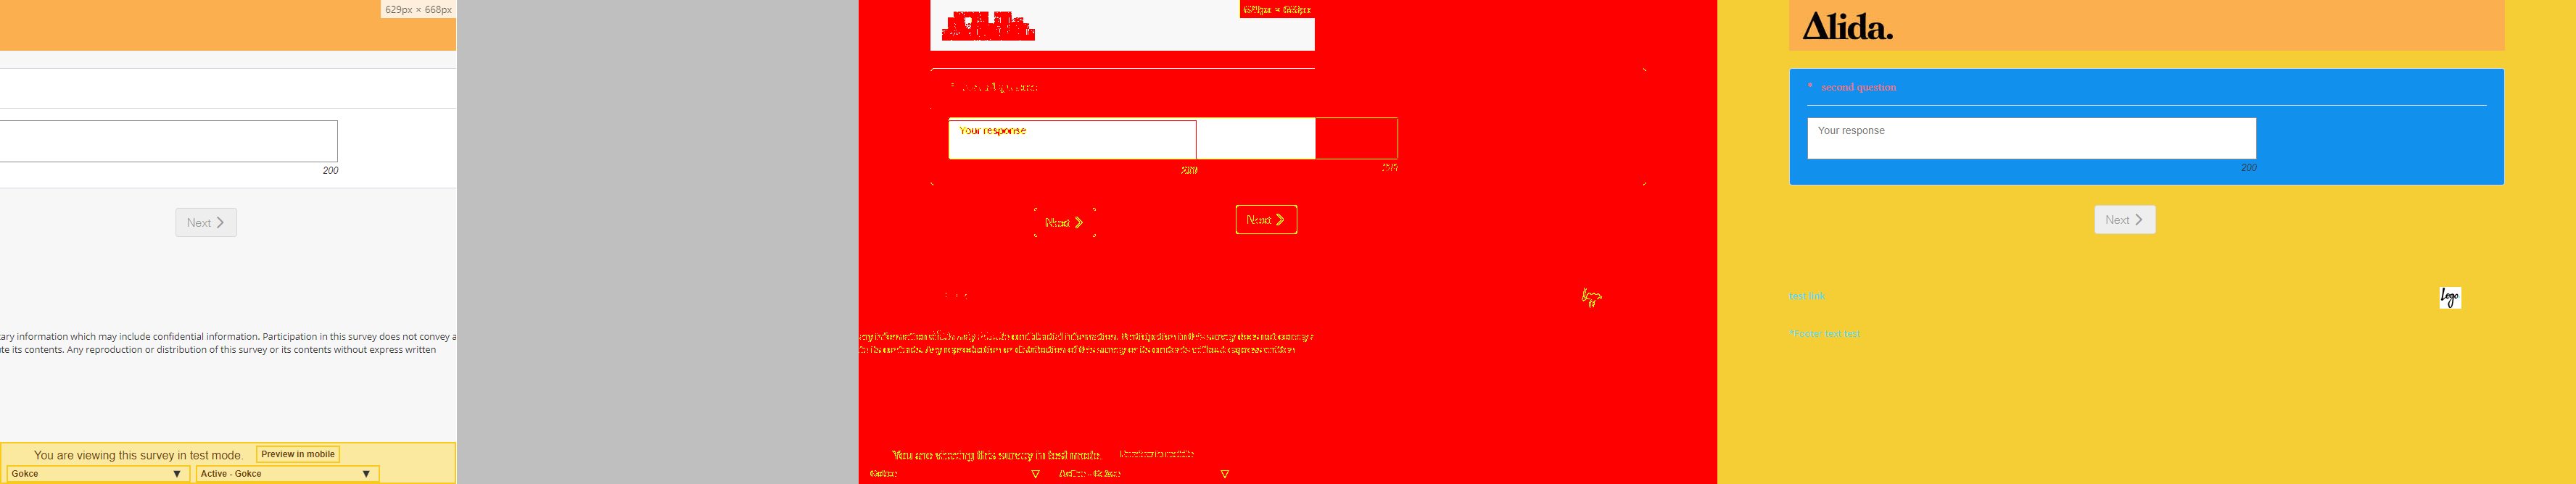 629px × 668px
200
Next
tary information which may include confidential information. Participation in this survey does not convey a
te its contents. Any reproduction or distribution of this survey or its contents without express written
You are viewing this survey in test mode.
Preview in mobile
Gokce
Active - Gokce
629px × 668px
Your response
200
Next
Next
You are viewing this survey in test mode.
Alida.
* second question
Your response
200
Next
test link
Logo
*Footer text test